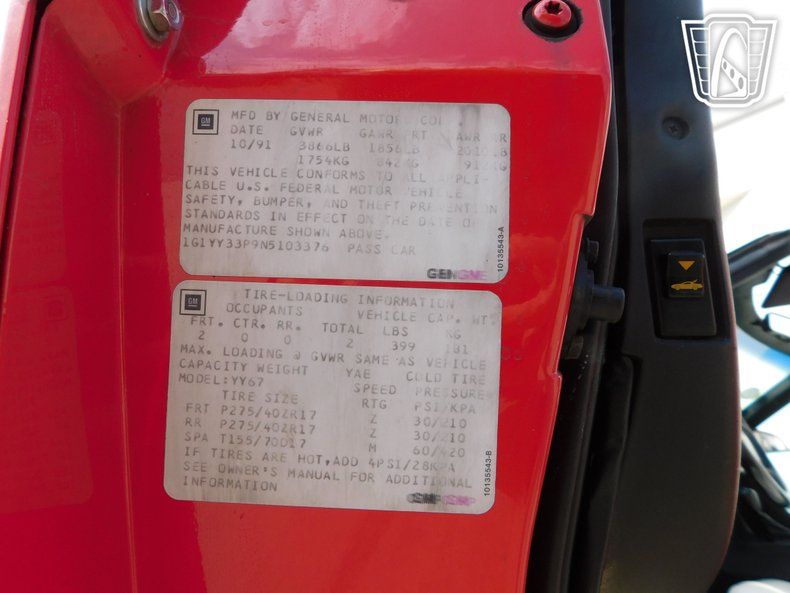 GM
MFD BY GENERAL MOTORS CORP.
DATE GVWR GAWR FRT GAWR RR
10/91 3866LB 1856LB 2010LB
1754KG 842KG 912KG
THIS VEHICLE CONFORMS TO ALL APPLI-
CABLE U.S. FEDERAL MOTOR VEHICLE
SAFETY, BUMPER, AND THEFT PREVENTION
STANDARDS IN EFFECT ON THE DATE OF
MANUFACTURE SHOWN ABOVE.
1G1YY33P9N5103376 PASS CAR
10135543-A
GM
TIRE-LOADING INFORMATION
OCCUPANTS VEHICLE CAP. WT.
FRT. CTR. RR. TOTAL LBS KG
2 0 0 2 399 181
MAX. LOADING @ GVWR SAME AS VEHICLE
CAPACITY WEIGHT YAE COLD TIRE
MODEL:YY67 SPEED PRESSURE
TIRE SIZE RTG PSI/KPA
FRT P275/40ZR17 Z 30/210
RR P275/40ZR17 Z 30/210
SPA T155/70D17 M 60/420
IF TIRES ARE HOT, ADD 4PSI/28KPA
SEE OWNER'S MANUAL FOR ADDITIONAL
INFORMATION
10135543-B